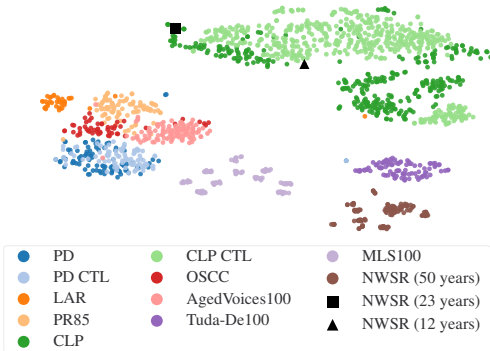 PD
PD CTL
LAR
PR85
CLP
CLP CTL
OSCC
AgedVoices100
Tuda-De100
MLS100
NWSR (50 years)
NWSR (23 years)
NWSR (12 years)